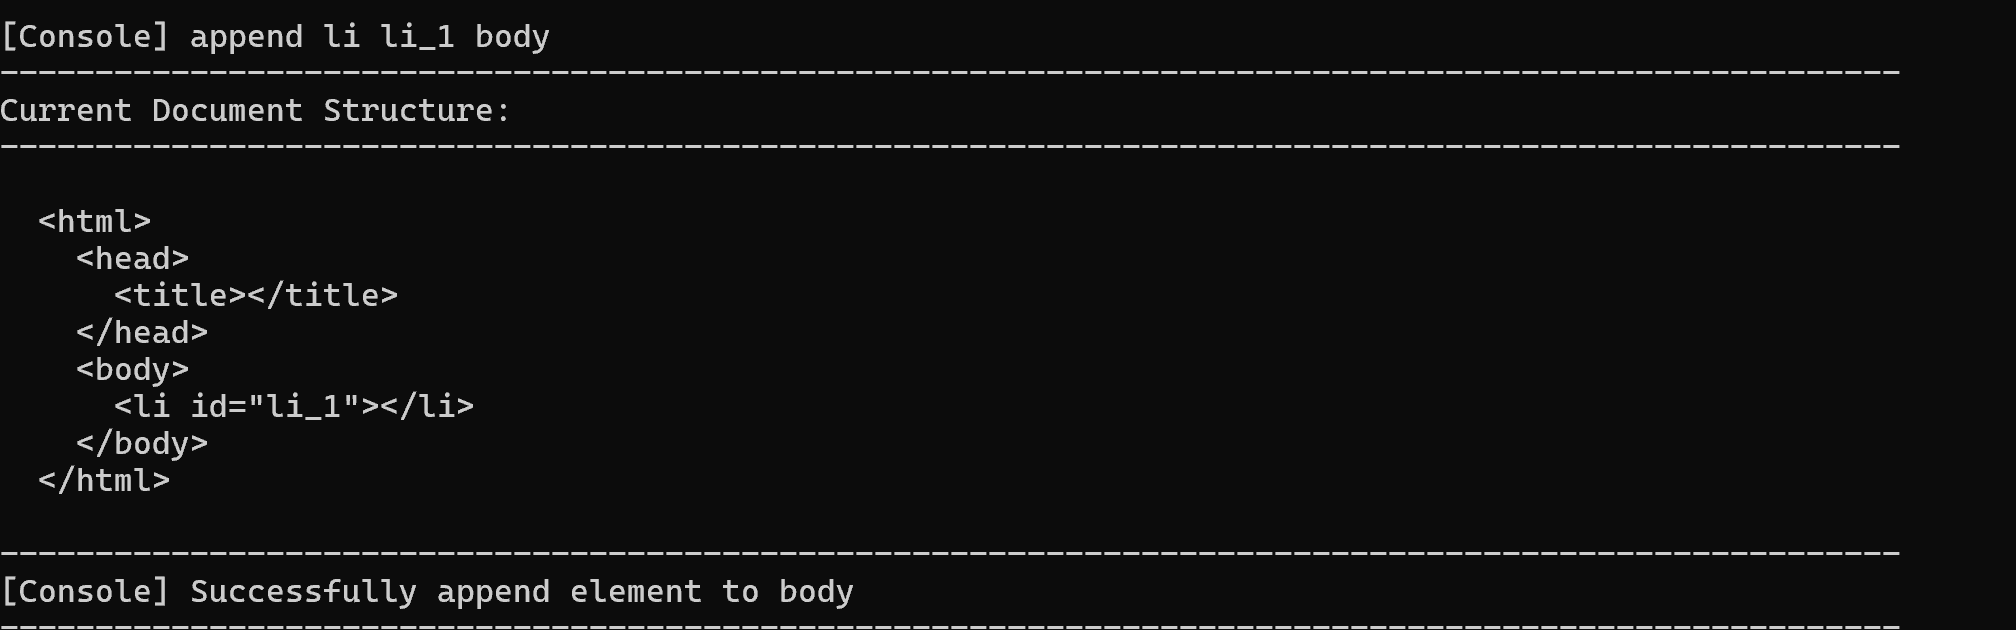 [Console] append li li_1 body
----------------------------------------------------------------------------------------------------
Current Document Structure:
----------------------------------------------------------------------------------------------------
  <html>
    <head>
      <title></title>
    </head>
    <body>
      <li id="li_1"></li>
    </body>
  </html>
----------------------------------------------------------------------------------------------------
[Console] Successfully append element to body
----------------------------------------------------------------------------------------------------